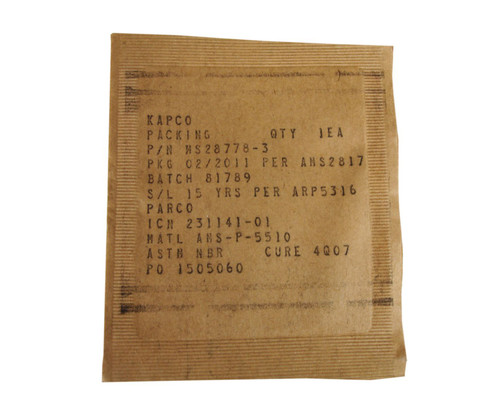 KAPCO
PACKING QTY 1EA
P/N MS28778-3
PKG 02/2011 PER AMS2817
BATCH 81789
S/L 15 YRS PER ARP5316
PARCO
ICN 231141-01
MATL AMS-P-5510
ASTM NBR CURE 4Q07
PO 1505060